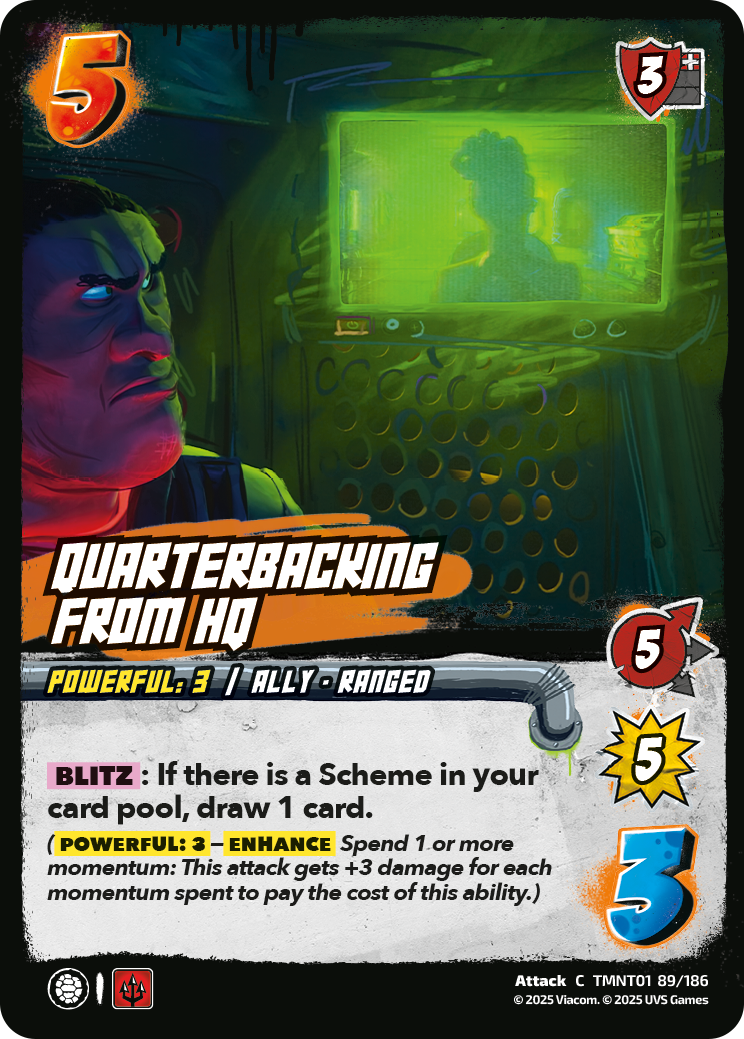 5
3
QUARTERBACKING
FROM HQ
5
POWERFUL: 3 | ALLY • RANGED
5
BLITZ: If there is a Scheme in your
card pool, draw 1 card.
(POWERFUL: 3 – ENHANCE Spend 1 or more
momentum: This attack gets +3 damage for each
momentum spent to pay the cost of this ability.)
3
Attack C TMNT01 89/186
© 2025 Viacom. © 2025 UVS Games